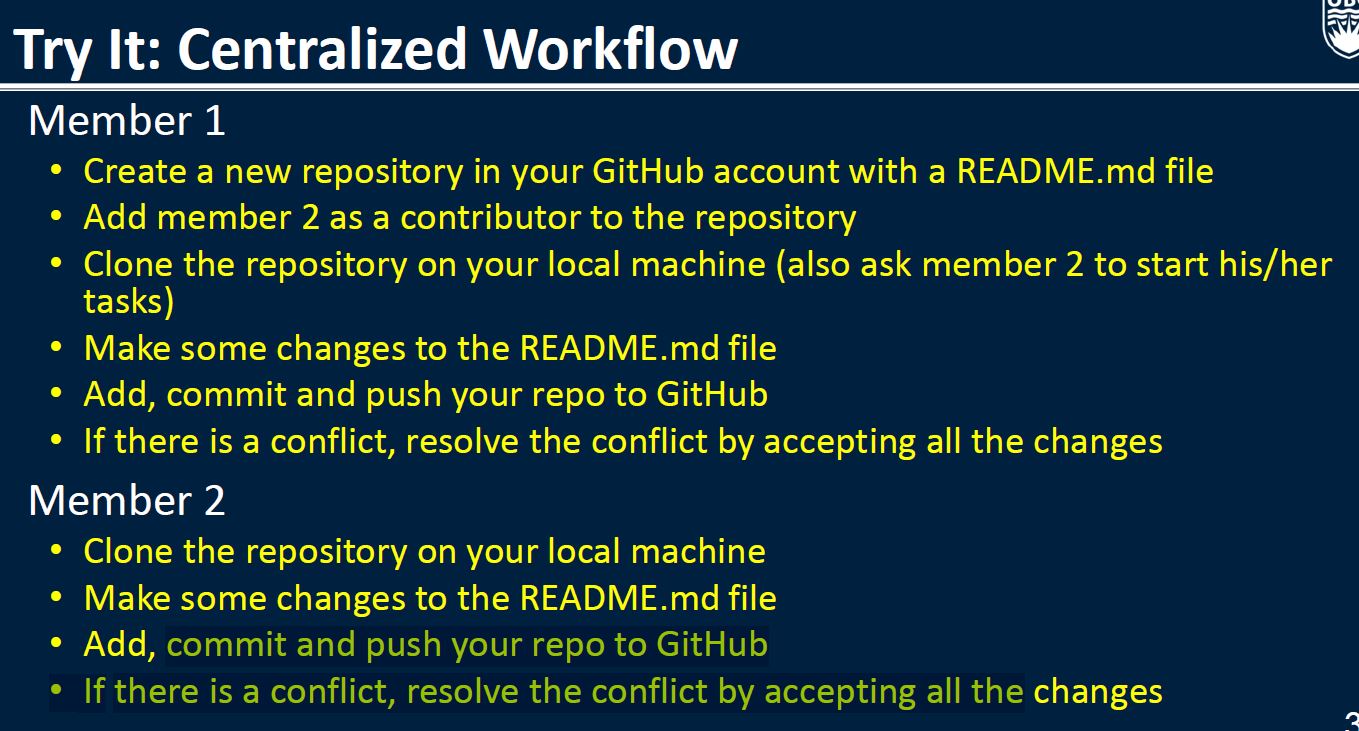 Try It: Centralized Workflow
Member 1
• Create a new repository in your GitHub account with a README.md file
• Add member 2 as a contributor to the repository
• Clone the repository on your local machine (also ask member 2 to start his/her
tasks)
• Make some changes to the README.md file
• Add, commit and push your repo to GitHub
• If there is a conflict, resolve the conflict by accepting all the changes
Member 2
• Clone the repository on your local machine
• Make some changes to the README.md file
• Add, commit and push your repo to GitHub
• If there is a conflict, resolve the conflict by accepting all the changes